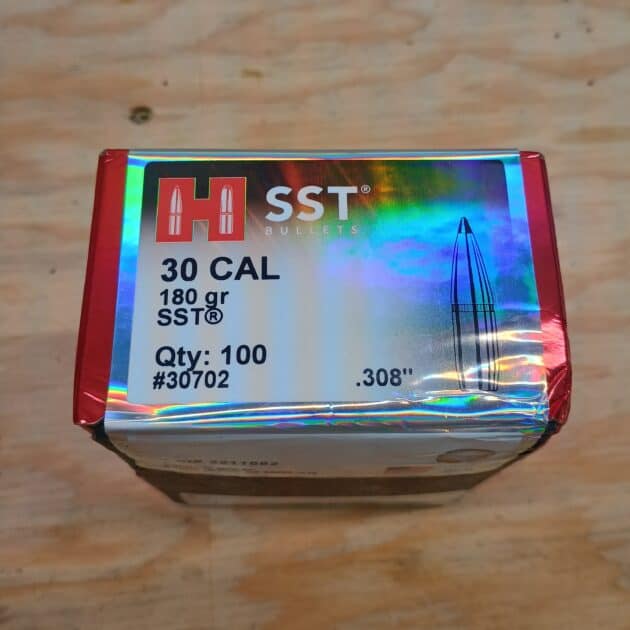 H SST®
BULLETS
30 CAL
180 gr
SST®
Qty: 100
#30702 .308"